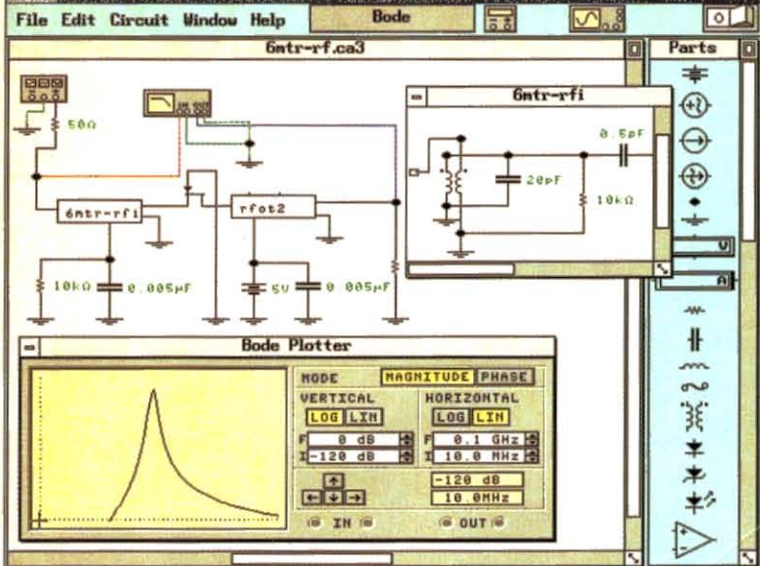 File Edit Circuit Window Help
Bode
6mtr-rf.ca3
Parts
50Ω
IN OUT
6mtr-rfi
0.5pF
20pF
10kΩ
6mtr-rfi
rfot2
10kΩ
0.005µF
5V
0.005µF
V
A
Bode Plotter
MODE MAGNITUDE PHASE
VERTICAL HORIZONTAL
LOG LIN LOG LIN
F 0 dB F 0.1 GHz
I -120 dB I 10.0 MHz
-120 dB
10.0MHz
IN OUT